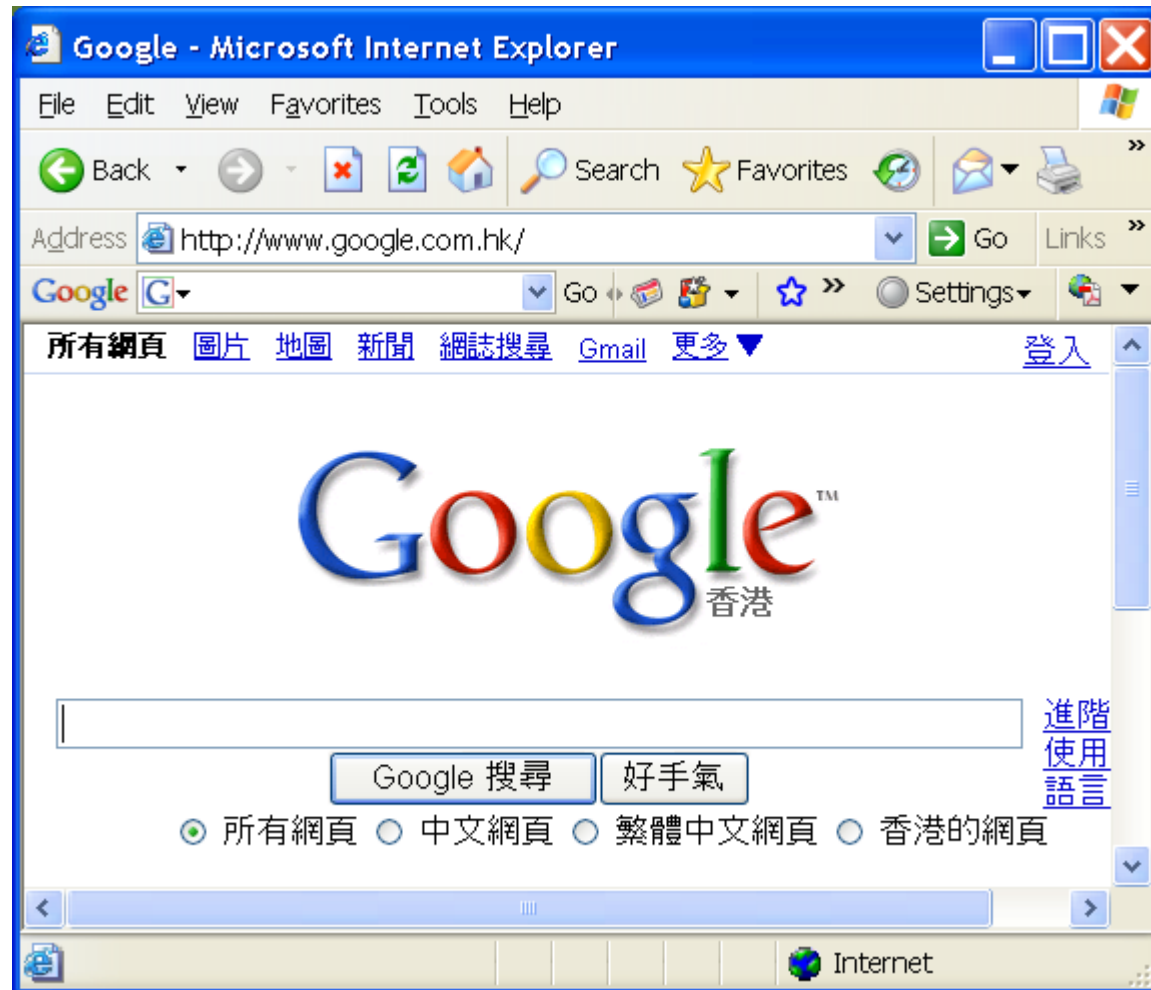 Google - Microsoft Internet Explorer
File Edit View Favorites Tools Help
Back Search Favorites »
Address http://www.google.com.hk/ Go Links »
Google G Go » Settings
所有網頁 圖片 地圖 新聞 網誌搜尋 Gmail 更多▼ 登入
Google™
香港
進階
使用
語言
Google 搜尋 好手氣
所有網頁 中文網頁 繁體中文網頁 香港的網頁
Internet